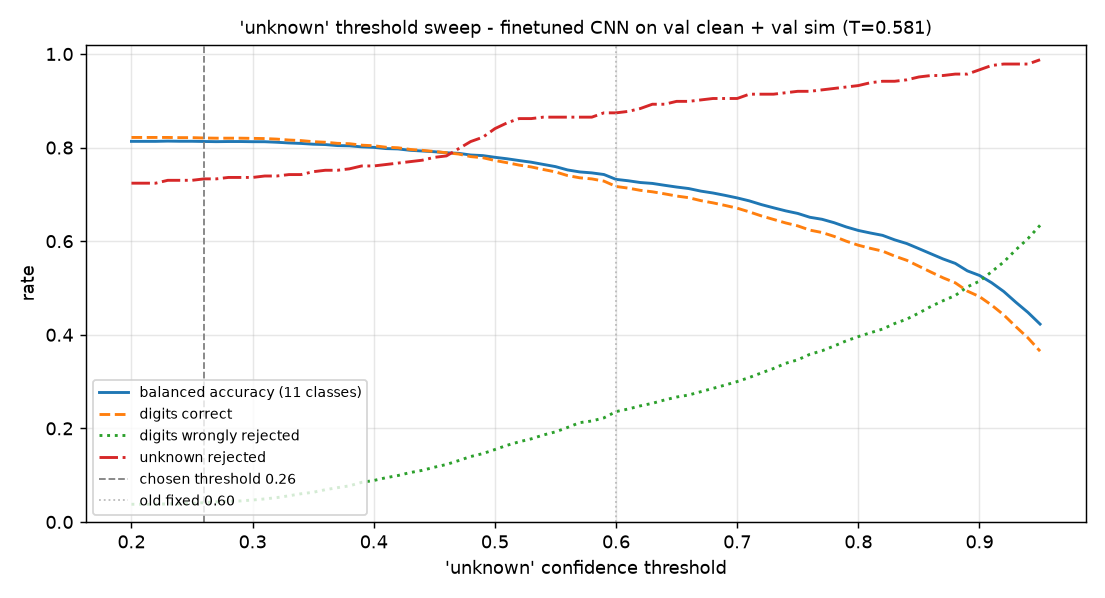 'unknown' threshold sweep - finetuned CNN on val clean + val sim (T=0.581)
1.0
0.8
0.6
0.4
0.2
0.0
rate
balanced accuracy (11 classes)
digits correct
digits wrongly rejected
unknown rejected
chosen threshold 0.26
old fixed 0.60
0.2 0.3 0.4 0.5 0.6 0.7 0.8 0.9
'unknown' confidence threshold